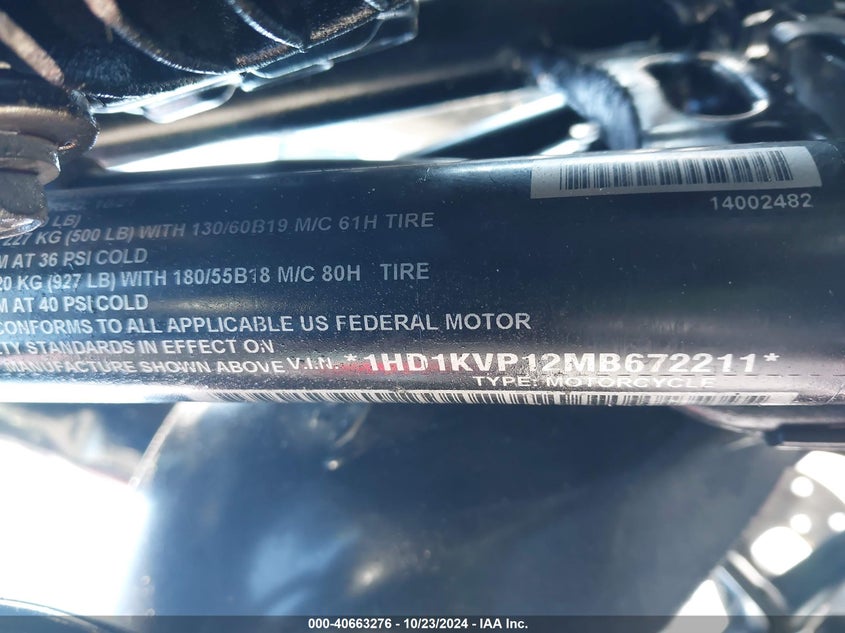 14002482
LB)
227 KG (500 LB) WITH 130/60B19 M/C 61H TIRE
M AT 36 PSI COLD
20 KG (927 LB) WITH 180/55B18 M/C 80H TIRE
M AT 40 PSI COLD
CONFORMS TO ALL APPLICABLE US FEDERAL MOTOR
TY STANDARDS IN EFFECT ON
MANUFACTURE SHOWN ABOVE V.I.N. *1HD1KVP12MB672211*
TYPE: MOTORCYCLE
000-40663276 - 10/23/2024 - IAA Inc.